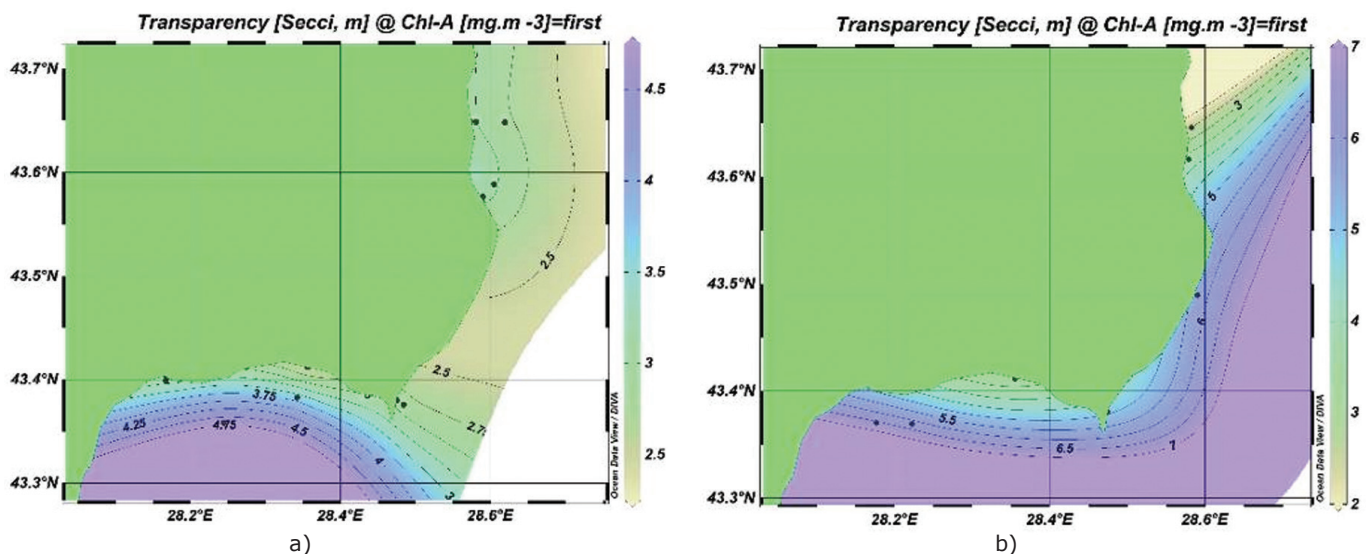 Transparency [Secci, m] @ Chl-A [mg.m -3]=first
43.7°N
43.6°N
43.5°N
43.4°N
43.3°N
28.2°E
28.4°E
28.6°E
2.5
2.5
2.7
3
3.75
4.25
4.75
4.5
4
3
4.5
4
3.5
3
2.5
Ocean Data View / DIVA
a)
Transparency [Secci, m] @ Chl-A [mg.m -3]=first
43.7°N
43.6°N
43.5°N
43.4°N
43.3°N
28.2°E
28.4°E
28.6°E
3
5
6
5.5
6.5
7
7
6
5
4
3
2
Ocean Data View / DIVA
b)